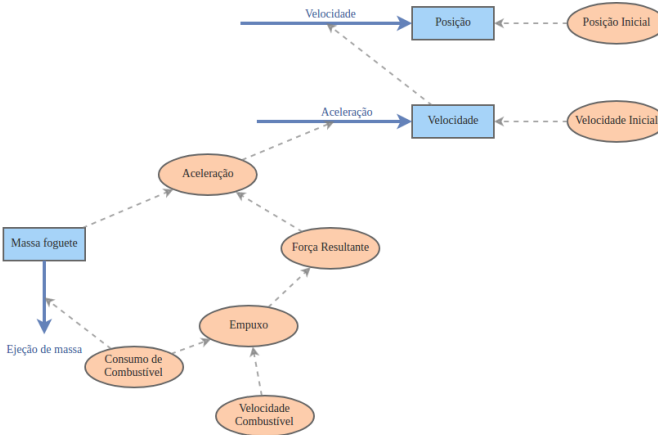 Velocidade
Posição
Posição Inicial
Aceleração
Velocidade
Velocidade Inicial
Aceleração
Massa foguete
Força Resultante
Empuxo
Ejeção de massa
Consumo de
Combustível
Velocidade
Combustível